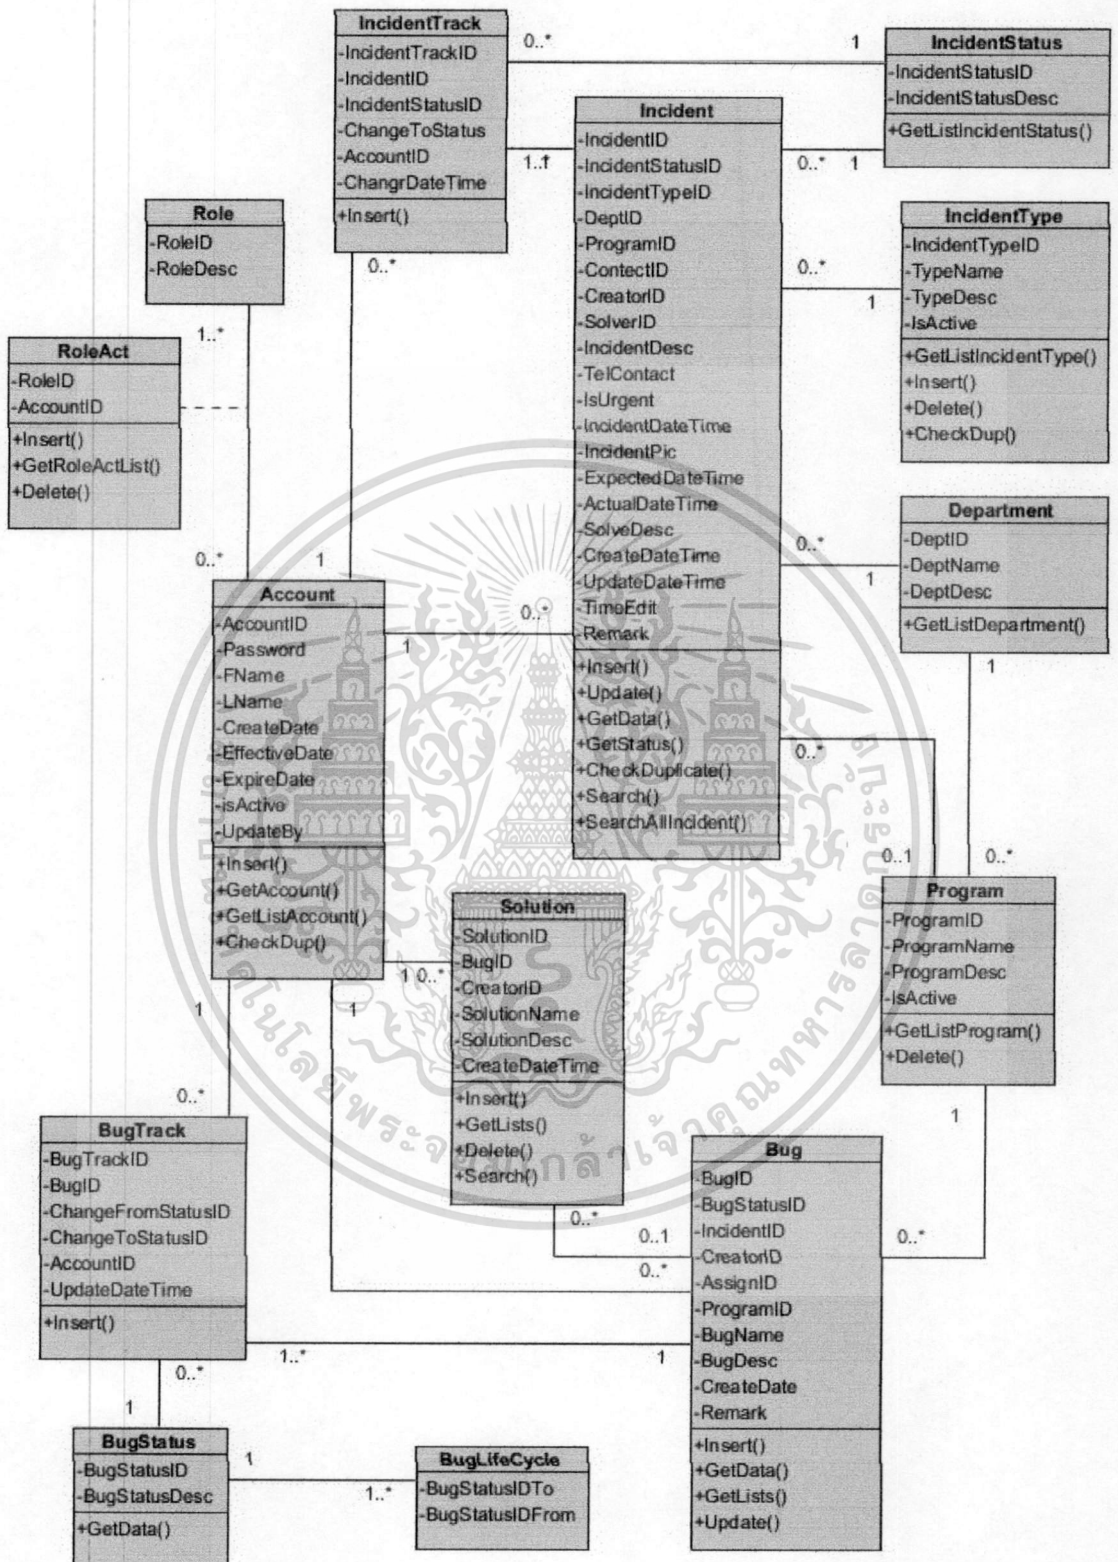 IncidentTrack
-IncidentTrackID
-IncidentID
-IncidentStatusID
-ChangeToStatus
-AccountID
-ChangrDateTime
+Insert()
0..*
1
IncidentStatus
-IncidentStatusID
-IncidentStatusDesc
+GetListIncidentStatus()
1..*
1
0..*
1
0..*
Incident
-IncidentID
-IncidentStatusID
-IncidentTypeID
-DeptID
-ProgramID
-ContectID
-CreatorID
-SolverID
-IncidentDesc
-TelContact
-IsUrgent
-IncidentDateTime
-IncidentPic
-ExpectedDateTime
-ActualDateTime
-SolveDesc
-CreateDateTime
-UpdateDateTime
-TimeEdit
-Remark
+Insert()
+Update()
+GetData()
+GetStatus()
+CheckDuplicate()
+Search()
+SearchAllIncident()
IncidentType
-IncidentTypeID
-TypeName
-TypeDesc
-IsActive
+GetListIncidentType()
+Insert()
+Delete()
+CheckDup()
0..*
1
Role
-RoleID
-RoleDesc
1..*
RoleAct
-RoleID
-AccountID
+Insert()
+GetRoleActList()
+Delete()
0..*
1
Department
-DeptID
-DeptName
-DeptDesc
+GetListDepartment()
0..*
1
1
Account
-AccountID
-Password
-FName
-LName
-CreateDate
-EffectiveDate
-ExpireDate
-isActive
-UpdateBy
+Insert()
+GetAccount()
+GetListAccount()
+CheckDup()
1
0..*
0..*
0..1
0..*
Program
-ProgramID
-ProgramName
-ProgramDesc
-IsActive
+GetListProgram()
+Delete()
1
Solution
-SolutionID
-BugID
-CreatorID
-SolutionName
-SolutionDesc
-CreateDateTime
+Insert()
+GetLists()
+Delete()
+Search()
1
0..*
1
1
0..*
BugTrack
-BugTrackID
-BugID
-ChangeFromStatusID
-ChangeToStatusID
-AccountID
-UpdateDateTime
+Insert()
Bug
-BugID
-BugStatusID
-IncidentID
-CreatorID
-AssignID
-ProgramID
-BugName
-BugDesc
-CreateDate
-Remark
+Insert()
+GetData()
+GetLists()
+Update()
0..*
0..1
0..*
0..*
1..*
1
0..*
1
BugStatus
-BugStatusID
-BugStatusDesc
+GetData()
1
1..*
BugLifeCycle
-BugStatusIDTo
-BugStatusIDFrom